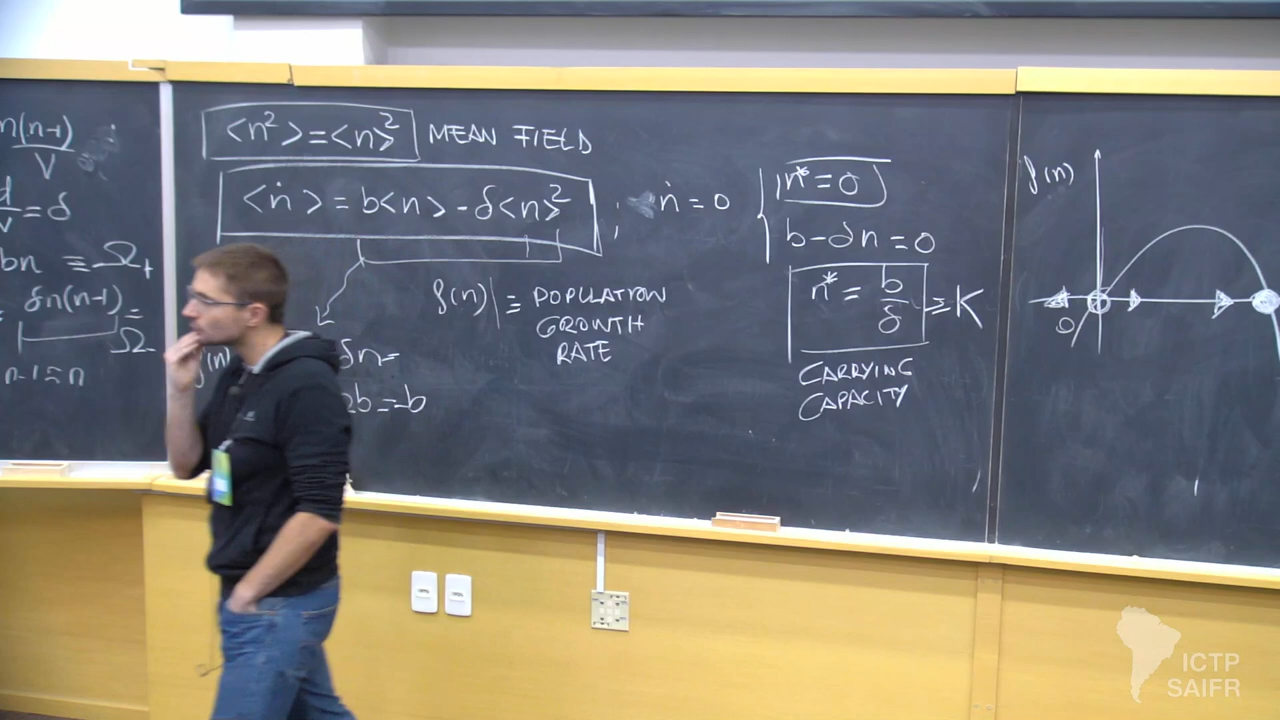 n(n-1)
V
d
V = δ
bn ≡ Ω+
δn(n-1) =
Ω-
n-1 ≅ n
<n²> = <n>² MEAN FIELD
<ṅ> = b<n> - δ<n>² ; ṅ = 0
n* = 0
b - δn = 0
n* = b/δ ≡ K
CARRYING
CAPACITY
f(n) ≡ POPULATION
GROWTH
RATE
δn =
2b = -b
f(n)
0
ICTP
SAIFR